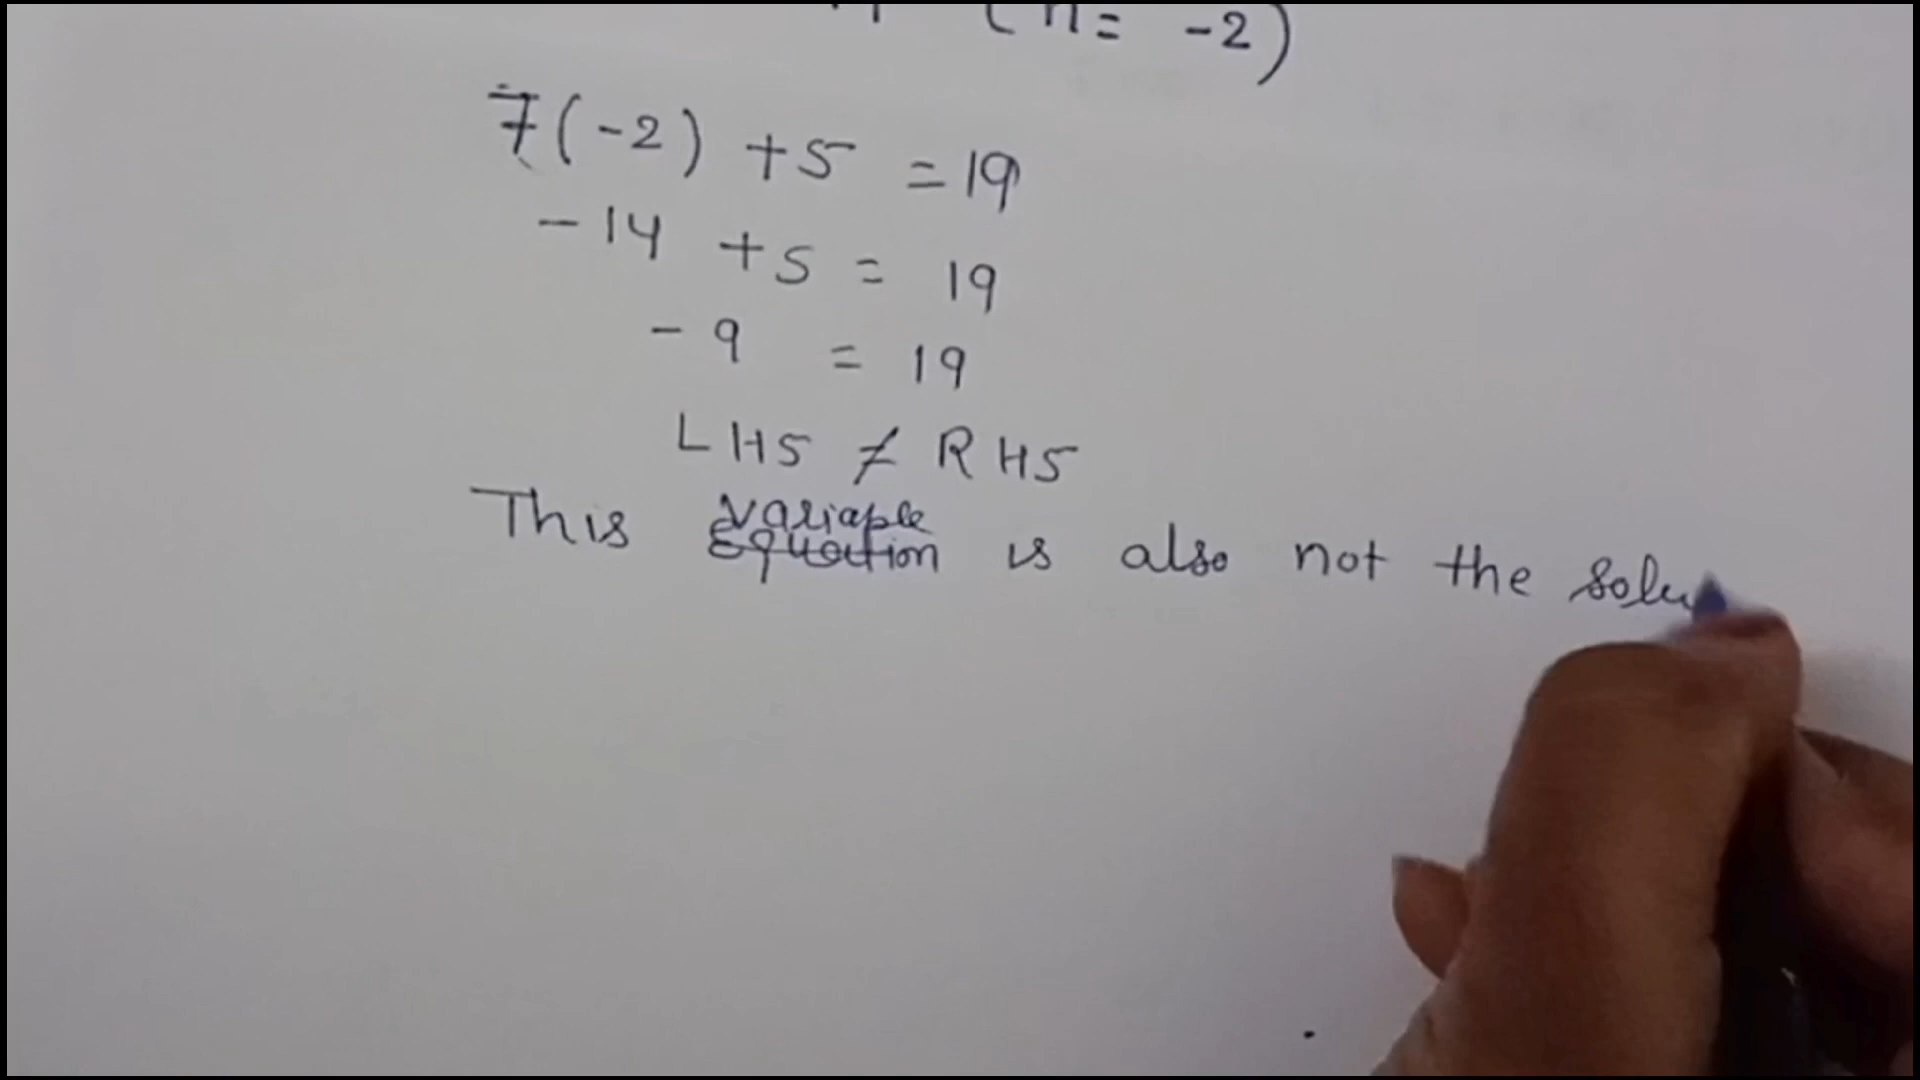 (n= -2)
7(-2) +5 =19
-14 +5 = 19
-9 = 19
LHS ≠ RHS
variable
This equation is also not the solu